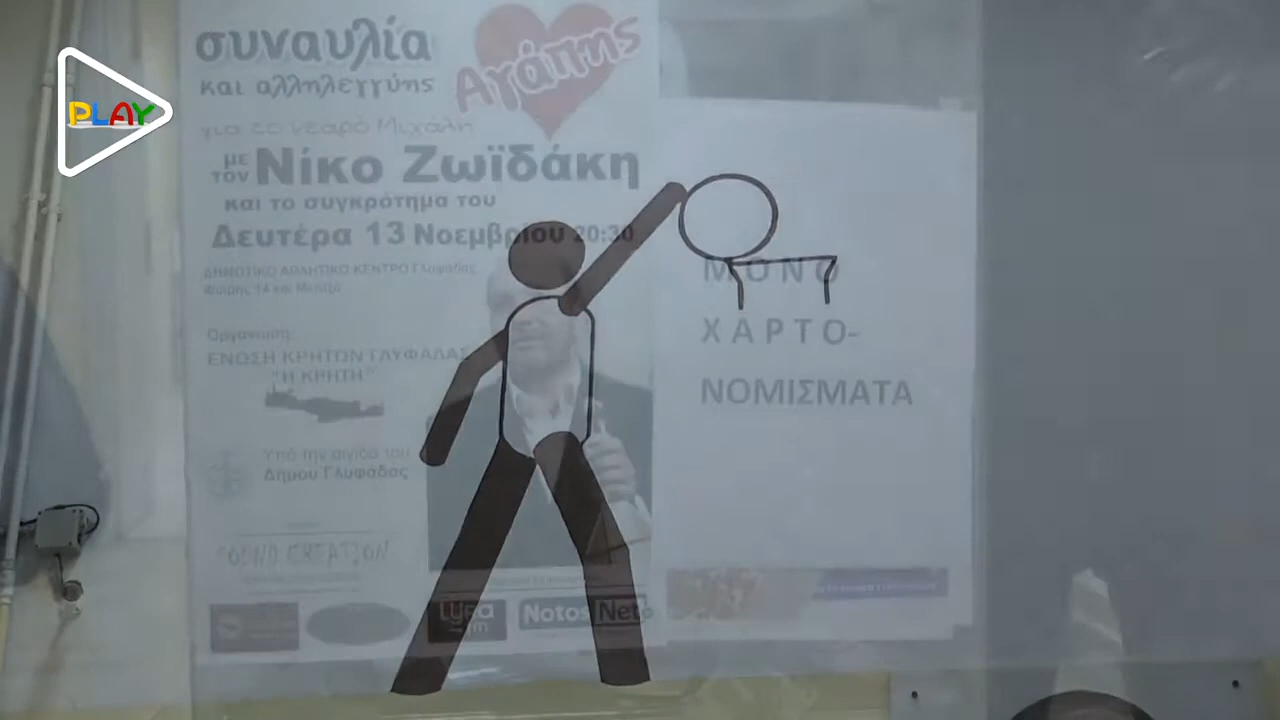 PLAY
συναυλία
Αγάπης
και αλληλεγγύης
για το νεαρό Μιχάλη
με τον Νίκο Ζωϊδάκη
και το συγκρότημα του
Δευτέρα 13 Νοεμβρίου 20:30
ΔΗΜΟΤΙΚΟ ΑΘΛΗΤΙΚΟ ΚΕΝΤΡΟ Γλυφάδας
Οργάνωση:
ΕΝΩΣΗ ΚΡΗΤΩΝ ΓΛΥΦΑΔΑΣ
"Η ΚΡΗΤΗ"
Υπό την αιγίδα του
Δήμου Γλυφάδας
Notos Net
ΜΟΝΟ
ΧΑΡΤΟ-
ΝΟΜΙΣΜΑΤΑ